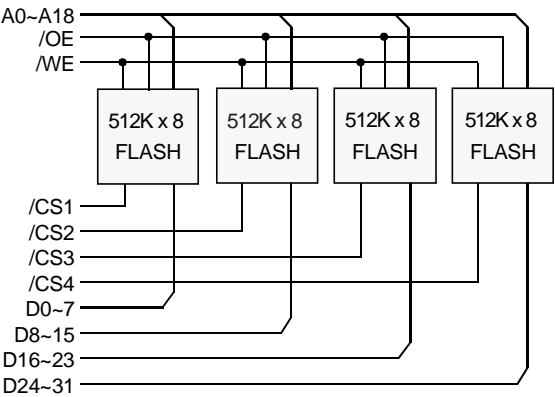 A0~A18
/OE
/WE
512K x 8
FLASH
512K x 8
FLASH
512K x 8
FLASH
512K x 8
FLASH
/CS1
/CS2
/CS3
/CS4
D0~7
D8~15
D16~23
D24~31